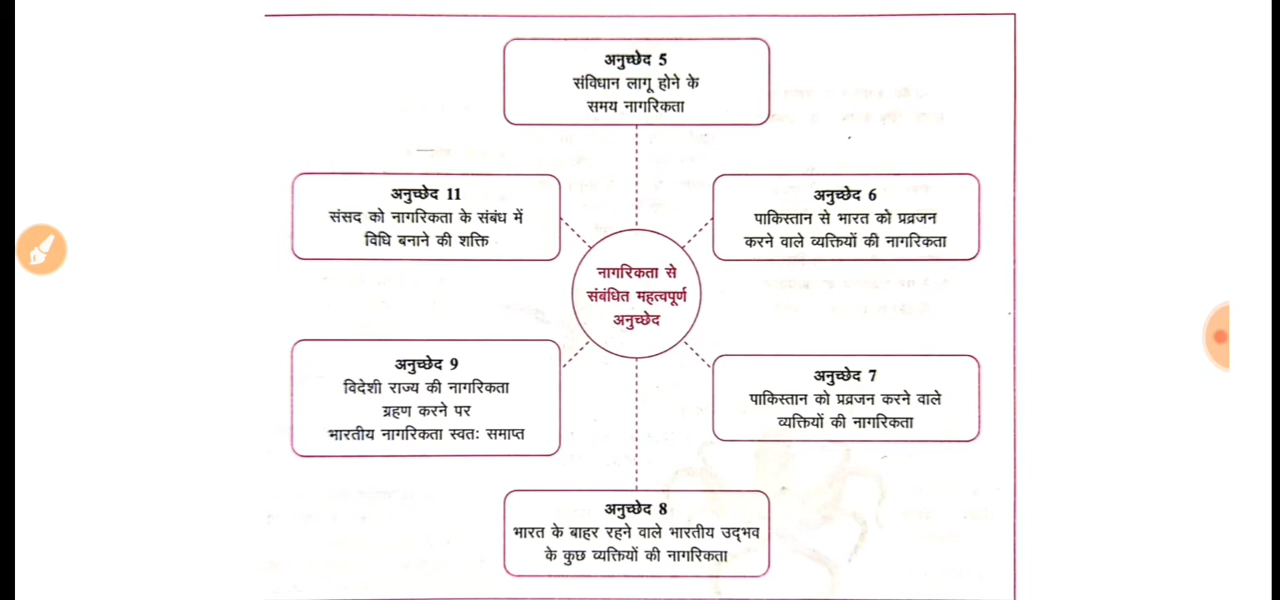 अनुच्छेद 5
संविधान लागू होने के
समय नागरिकता
अनुच्छेद 11
संसद को नागरिकता के संबंध में
विधि बनाने की शक्ति
अनुच्छेद 6
पाकिस्तान से भारत को प्रव्रजन
करने वाले व्यक्तियों की नागरिकता
नागरिकता से
संबंधित महत्वपूर्ण
अनुच्छेद
अनुच्छेद 9
विदेशी राज्य की नागरिकता
ग्रहण करने पर
भारतीय नागरिकता स्वतः समाप्त
अनुच्छेद 7
पाकिस्तान को प्रव्रजन करने वाले
व्यक्तियों की नागरिकता
अनुच्छेद 8
भारत के बाहर रहने वाले भारतीय उद्‌भव
के कुछ व्यक्तियों की नागरिकता